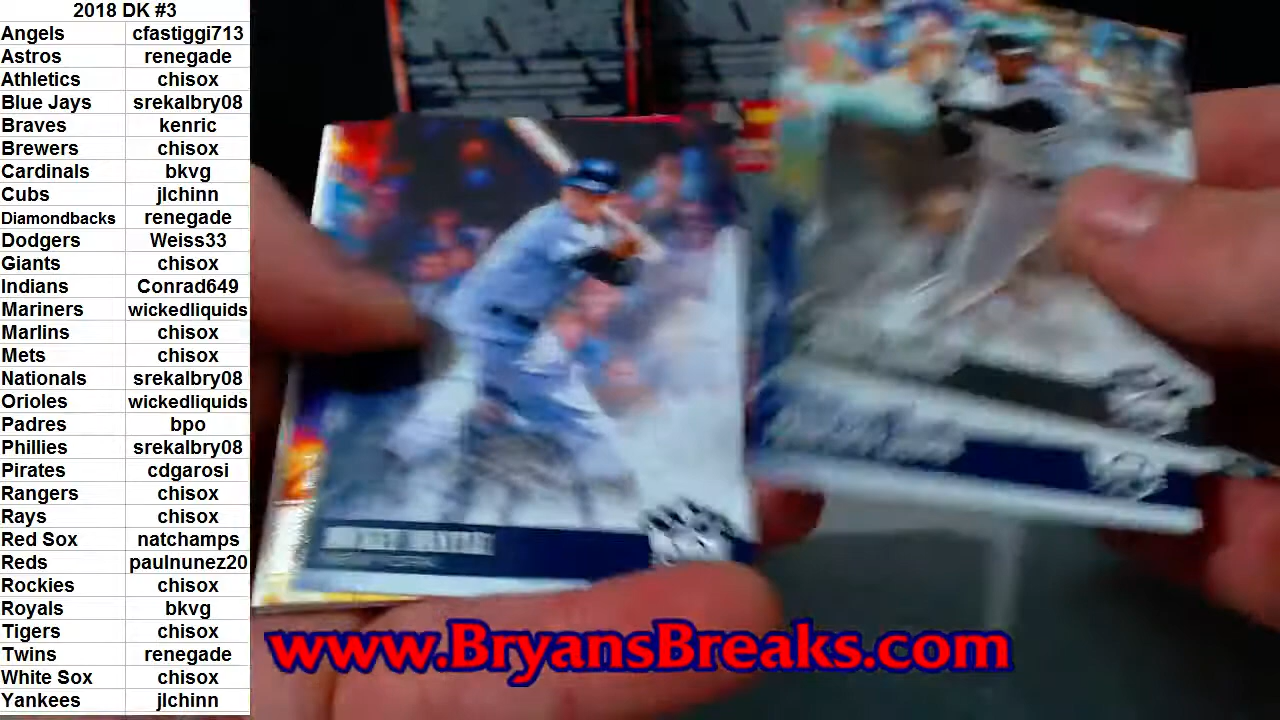 2018 DK #3
Angels cfastiggi713
Astros renegade
Athletics chisox
Blue Jays srekalbry08
Braves kenric
Brewers chisox
Cardinals bkvg
Cubs jlchinn
Diamondbacks renegade
Dodgers Weiss33
Giants chisox
Indians Conrad649
Mariners wickedliquids
Marlins chisox
Mets chisox
Nationals srekalbry08
Orioles wickedliquids
Padres bpo
Phillies srekalbry08
Pirates cdgarosi
Rangers chisox
Rays chisox
Red Sox natchamps
Reds paulnunez20
Rockies chisox
Royals bkvg
Tigers chisox
Twins renegade
White Sox chisox
Yankees jlchinn
www.BryansBreaks.com